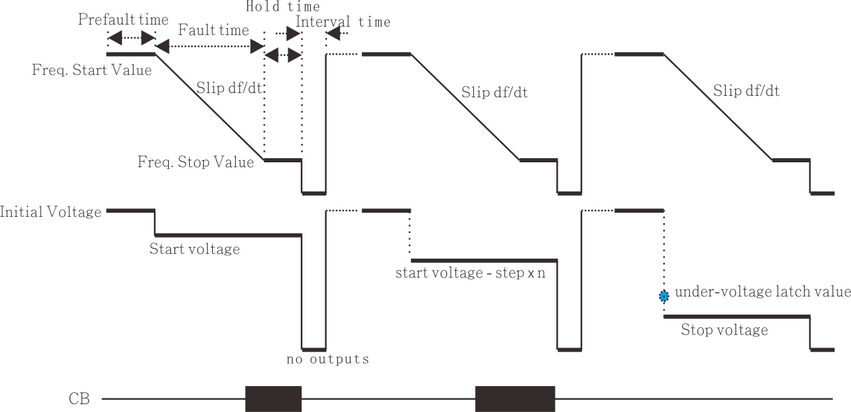 Hold time
Prefault time
Fault time
Interval time
Freq. Start Value
Slip df/dt
Slip df/dt
Slip df/dt
Freq. Stop Value
Initial Voltage
Start voltage
start voltage - step x n
under-voltage latch value
Stop voltage
no outputs
CB